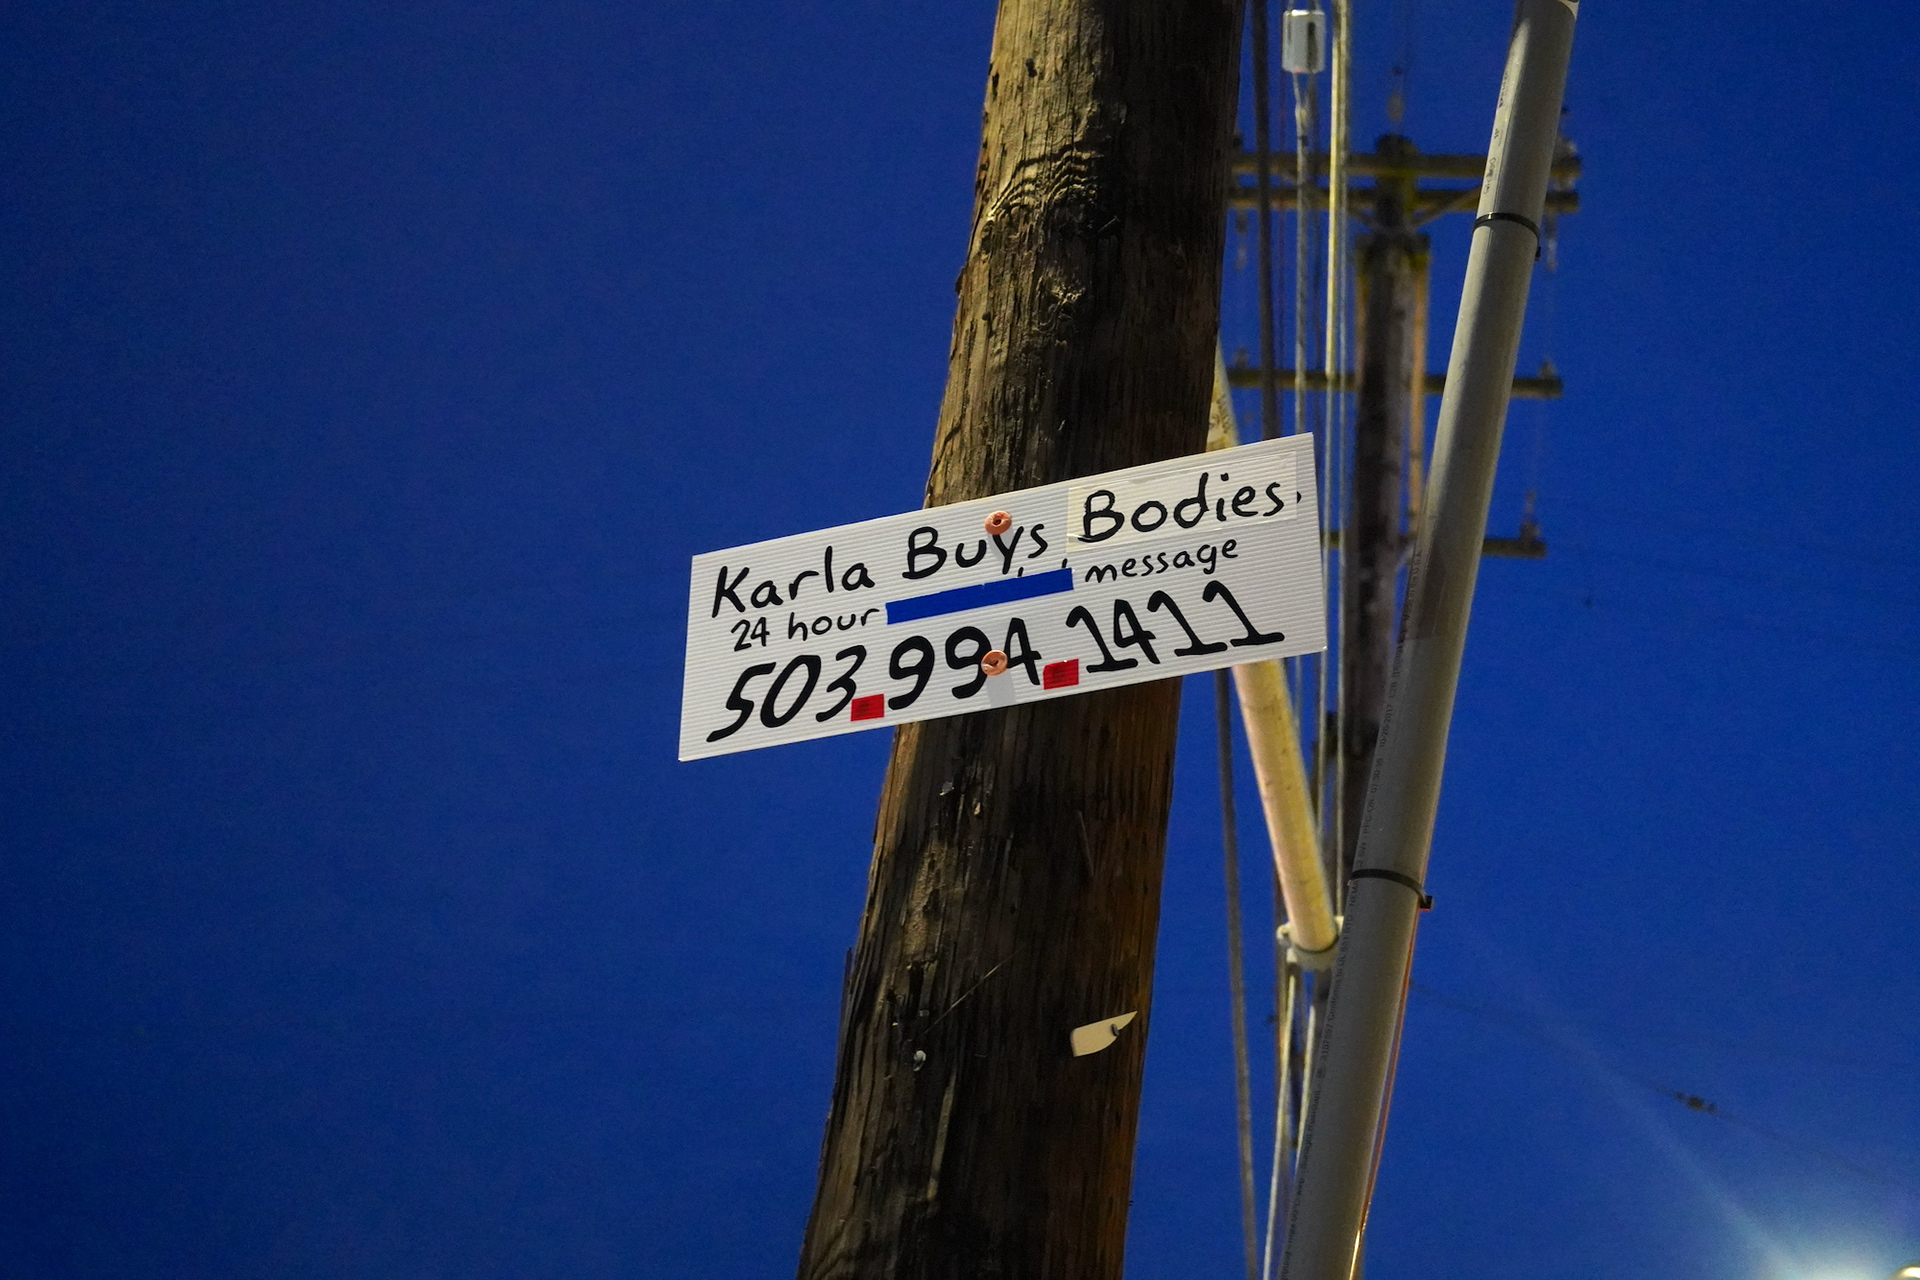 Karla Buys Bodies.
24 hour message
503.994.1411